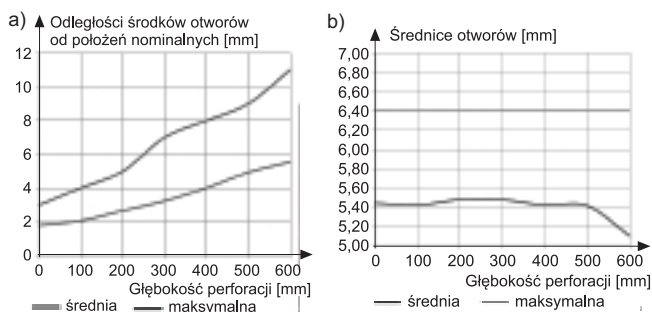 a)
Odległości środków otworów
od położeń nominalnych [mm]
12
10
8
6
4
2
0
0 100 200 300 400 500 600
Głębokość perforacji [mm]
średnia maksymalna
b)
Średnice otworów [mm]
7,00
6,80
6,60
6,40
6,20
6,00
5,80
5,60
5,40
5,20
5,00
0 100 200 300 400 500 600
Głębokość perforacji [mm]
średnia maksymalna